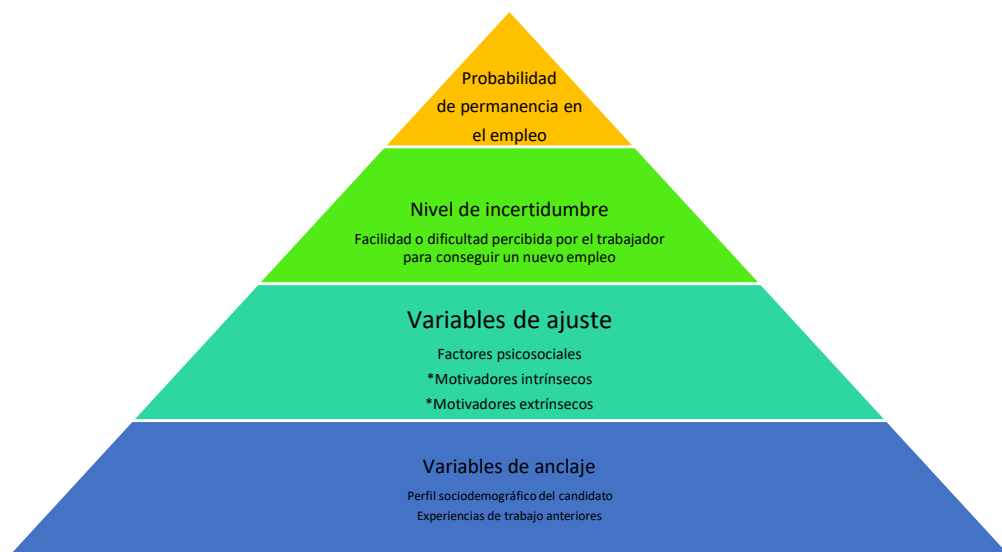 Probabilidad
de permanencia en
el empleo
Nivel de incertidumbre
Facilidad o dificultad percibida por el trabajador
para conseguir un nuevo empleo
Variables de ajuste
Factores psicosociales
*Motivadores intrínsecos
*Motivadores extrínsecos
Variables de anclaje
Perfil sociodemográfico del candidato
Experiencias de trabajo anteriores